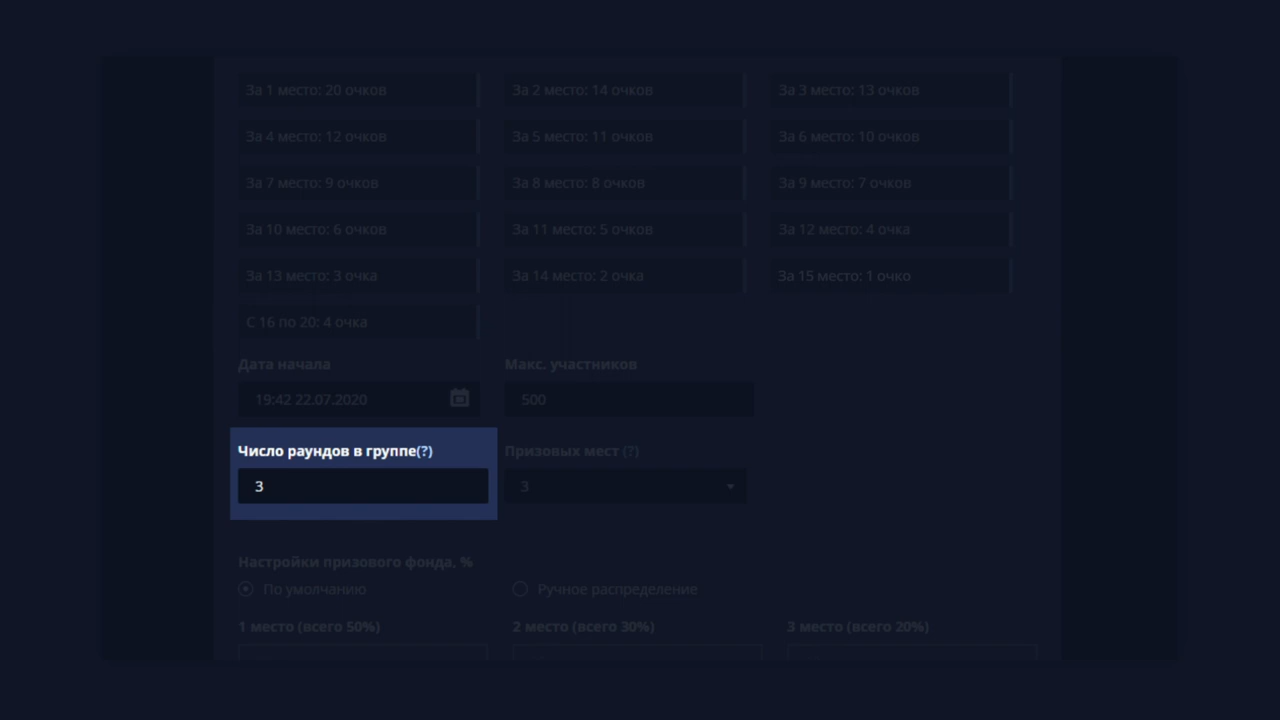 За 1 место: 20 очков За 2 место: 14 очков За 3 место: 13 очков
За 4 место: 12 очков За 5 место: 11 очков За 6 место: 10 очков
За 7 место: 9 очков За 8 место: 8 очков За 9 место: 7 очков
За 10 место: 6 очков За 11 место: 5 очков За 12 место: 4 очка
За 13 место: 3 очка За 14 место: 2 очка За 15 место: 1 очко
С 16 по 20: 4 очка
Дата начала Макс. участников
19:42 22.07.2020 500
Число раундов в группе(?) Призовых мест (?)
3 3
Настройки призового фонда, %
По умолчанию Ручное распределение
1 место (всего 50%) 2 место (всего 30%) 3 место (всего 20%)